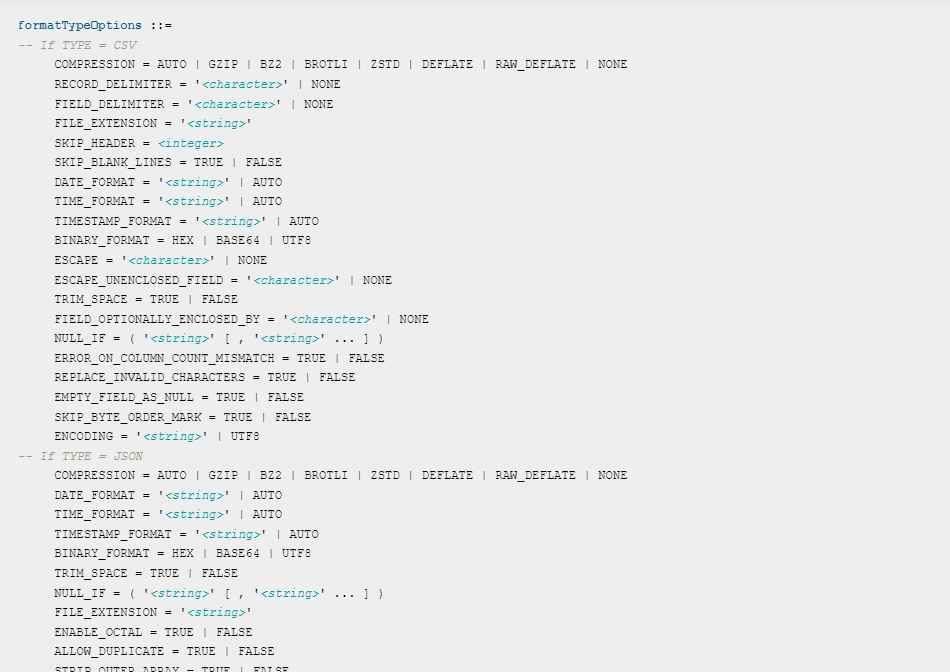 formatTypeOptions ::=
-- If TYPE = CSV
COMPRESSION = AUTO | GZIP | BZ2 | BROTLI | ZSTD | DEFLATE | RAW_DEFLATE | NONE
RECORD_DELIMITER = '<character>' | NONE
FIELD_DELIMITER = '<character>' | NONE
FILE_EXTENSION = '<string>'
SKIP_HEADER = <integer>
SKIP_BLANK_LINES = TRUE | FALSE
DATE_FORMAT = '<string>' | AUTO
TIME_FORMAT = '<string>' | AUTO
TIMESTAMP_FORMAT = '<string>' | AUTO
BINARY_FORMAT = HEX | BASE64 | UTF8
ESCAPE = '<character>' | NONE
ESCAPE_UNENCLOSED_FIELD = '<character>' | NONE
TRIM_SPACE = TRUE | FALSE
FIELD_OPTIONALLY_ENCLOSED_BY = '<character>' | NONE
NULL_IF = ( '<string>' [ , '<string>' ... ] )
ERROR_ON_COLUMN_COUNT_MISMATCH = TRUE | FALSE
REPLACE_INVALID_CHARACTERS = TRUE | FALSE
EMPTY_FIELD_AS_NULL = TRUE | FALSE
SKIP_BYTE_ORDER_MARK = TRUE | FALSE
ENCODING = '<string>' | UTF8
-- If TYPE = JSON
COMPRESSION = AUTO | GZIP | BZ2 | BROTLI | ZSTD | DEFLATE | RAW_DEFLATE | NONE
DATE_FORMAT = '<string>' | AUTO
TIME_FORMAT = '<string>' | AUTO
TIMESTAMP_FORMAT = '<string>' | AUTO
BINARY_FORMAT = HEX | BASE64 | UTF8
TRIM_SPACE = TRUE | FALSE
NULL_IF = ( '<string>' [ , '<string>' ... ] )
FILE_EXTENSION = '<string>'
ENABLE_OCTAL = TRUE | FALSE
ALLOW_DUPLICATE = TRUE | FALSE
STRIP_OUTER_ARRAY = TRUE | FALSE